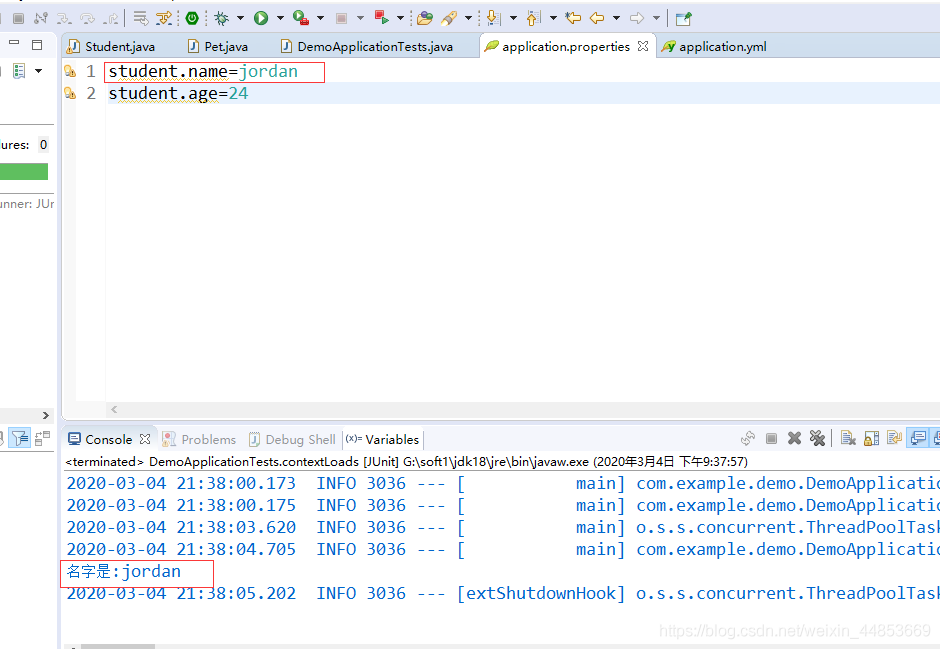 Student.java Pet.java DemoApplicationTests.java application.properties application.yml
1 student.name=jordan
2 student.age=24
ures: 0
unner: JUr
Console Problems Debug Shell (x)= Variables
<terminated> DemoApplicationTests.contextLoads [JUnit] G:\soft1\jdk18\jre\bin\javaw.exe (2020年3月4日 下午9:37:57)
2020-03-04 21:38:00.173  INFO 3036 --- [           main] com.example.demo.DemoApplicatio
2020-03-04 21:38:00.175  INFO 3036 --- [           main] com.example.demo.DemoApplicatio
2020-03-04 21:38:03.620  INFO 3036 --- [           main] o.s.s.concurrent.ThreadPoolTask
2020-03-04 21:38:04.705  INFO 3036 --- [           main] com.example.demo.DemoApplicatio
名字是:jordan
2020-03-04 21:38:05.202  INFO 3036 --- [extShutdownHook] o.s.s.concurrent.ThreadPoolTask
https://blog.csdn.net/weixin_44853669